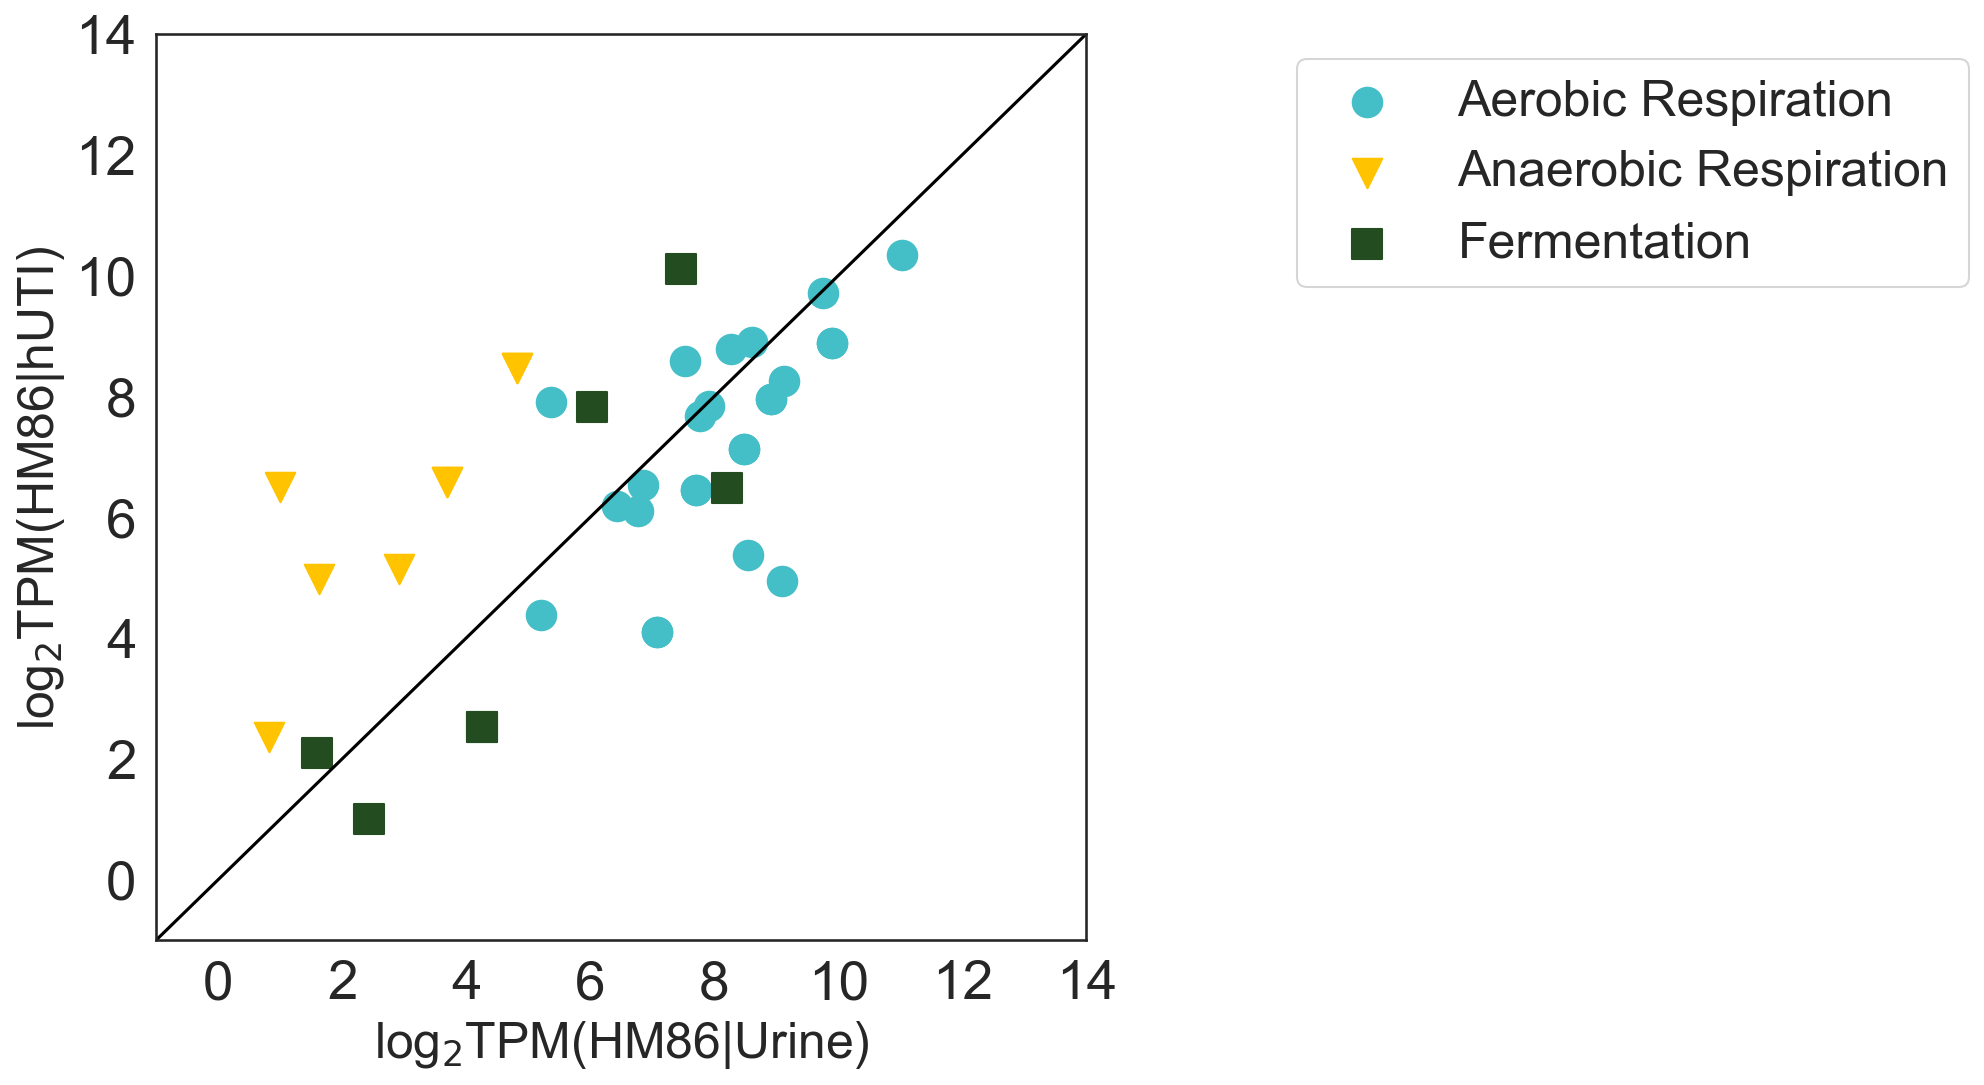 14
12
10
8
6
4
2
0
log₂TPM(HM86|hUTI)
0 2 4 6 8 10 12 14
log₂TPM(HM86|Urine)
Aerobic Respiration
Anaerobic Respiration
Fermentation